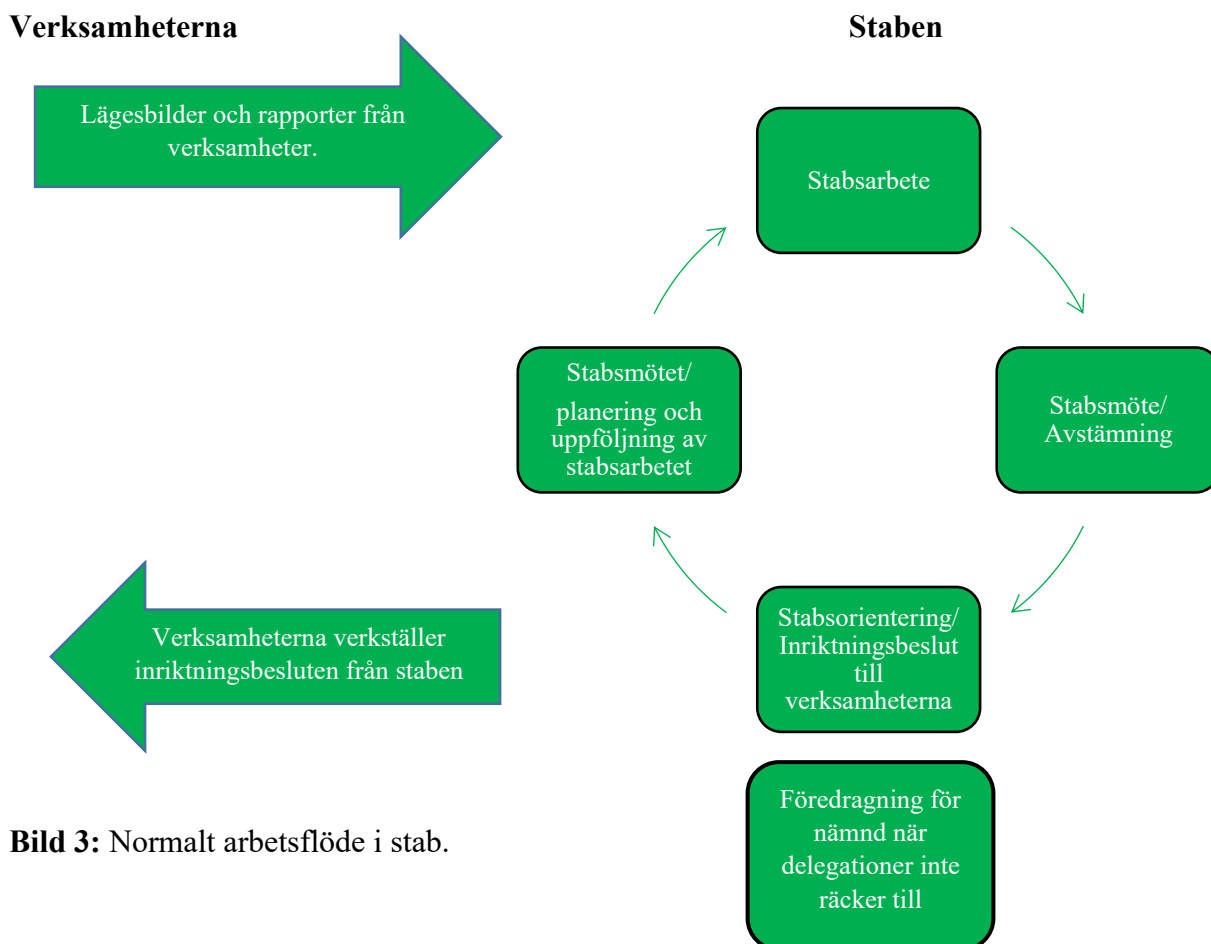 Verksamheterna
Staben
Lägesbilder och rapporter från
verksamheter.
Stabsarbete
Stabsmötet/
planering och
uppföljning av
stabsarbetet
Stabsmöte/
Avstämning
Stabsorientering/
Inriktningsbeslut
till
verksamheterna
Verksamheterna verkställer
inriktningsbesluten från staben
Föredragning för
nämnd när
delegationer inte
räcker till
Bild 3: Normalt arbetsflöde i stab.